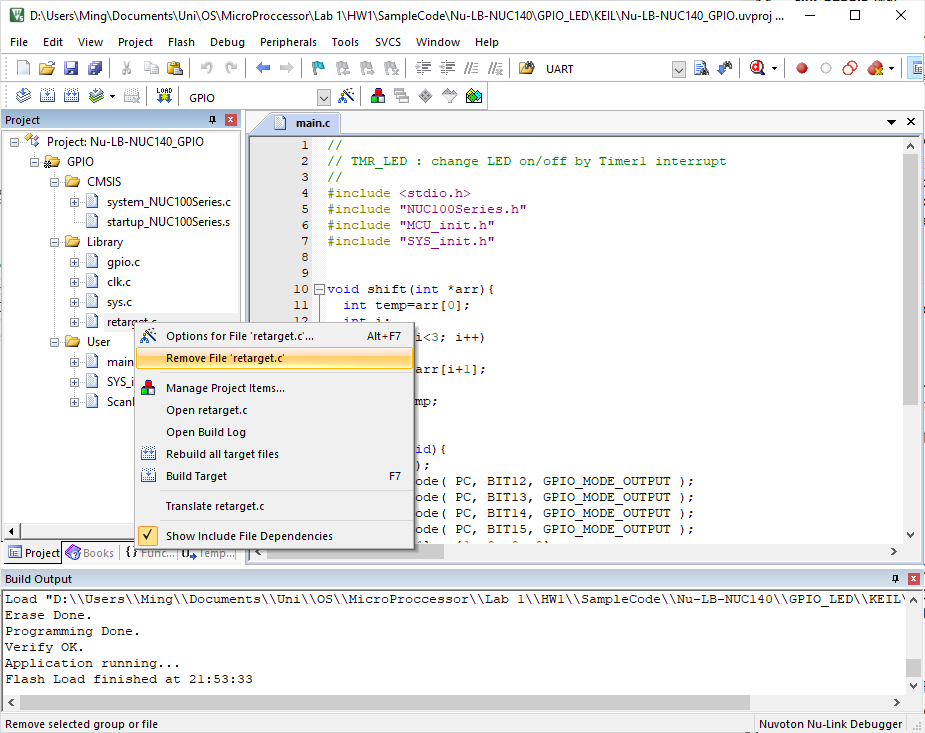 D:\Users\Ming\Documents\Uni\OS\MicroProccessor\Lab 1\HW1\SampleCode\Nu-LB-NUC140\GPIO_LED\KEIL\Nu-LB-NUC140_GPIO.uvproj ...
File Edit View Project Flash Debug Peripherals Tools SVCS Window Help
UART
LOAD GPIO
Project
main.c
Project: Nu-LB-NUC140_GPIO
GPIO
CMSIS
system_NUC100Series.c
startup_NUC100Series.s
Library
gpio.c
clk.c
sys.c
retarget.c
User
main
SYS_i
Scan
1 //
2 // TMR_LED : change LED on/off by Timer1 interrupt
3 //
4 #include <stdio.h>
5 #include "NUC100Series.h"
6 #include "MCU_init.h"
7 #include "SYS_init.h"
8
9
10 void shift(int *arr){
11 int temp=arr[0];
12 int i;
i<3; i++)
arr[i+1];
mp;
id){
);
ode( PC, BIT12, GPIO_MODE_OUTPUT );
ode( PC, BIT13, GPIO_MODE_OUTPUT );
ode( PC, BIT14, GPIO_MODE_OUTPUT );
ode( PC, BIT15, GPIO_MODE_OUTPUT );
Options for File 'retarget.c'... Alt+F7
Remove File 'retarget.c'
Manage Project Items...
Open retarget.c
Open Build Log
Rebuild all target files
Build Target F7
Translate retarget.c
Show Include File Dependencies
Project Books {} Func... Temp...
Build Output
Load "D:\\Users\\Ming\\Documents\\Uni\\OS\\MicroProccessor\\Lab 1\\HW1\\SampleCode\\Nu-LB-NUC140\\GPIO_LED\\KEIL\
Erase Done.
Programming Done.
Verify OK.
Application running...
Flash Load finished at 21:53:33
Remove selected group or file
Nuvoton Nu-Link Debugger